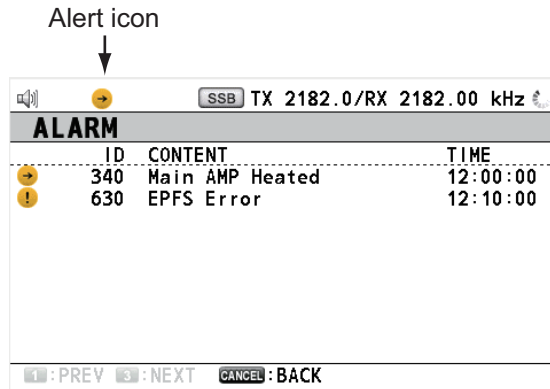 Alert icon
SSB TX 2182.0/RX 2182.00 kHz
ALARM
ID CONTENT TIME
340 Main AMP Heated 12:00:00
! 630 EPFS Error 12:10:00
1 :PREV 3 :NEXT CANCEL :BACK